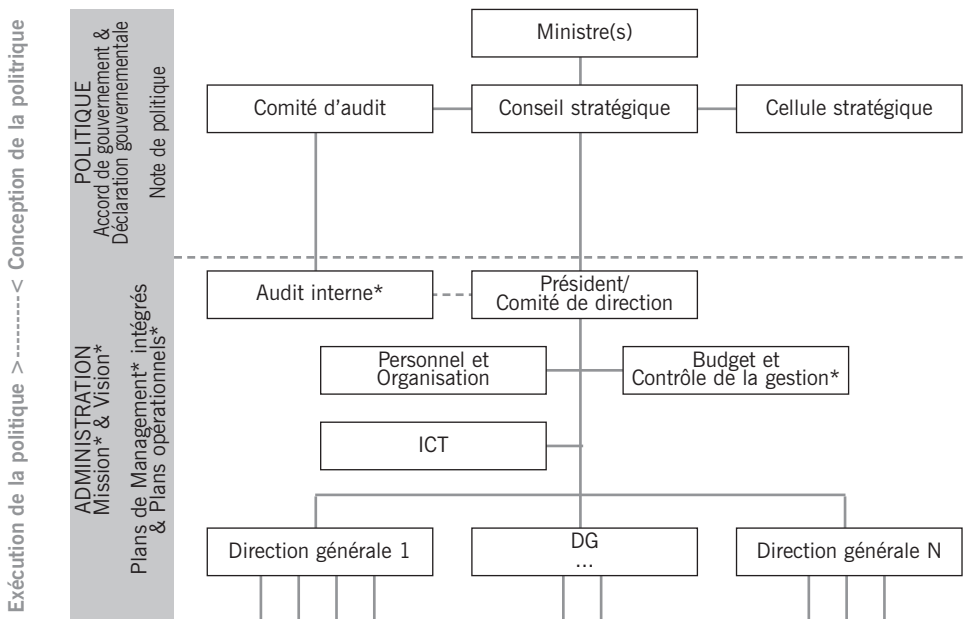 Exécution de la politique >---------< Conception de la politrique
POLITIQUE
Accord de gouvernement &
Déclaration gouvernementale
Note de politique
Ministre(s)
Comité d'audit
Conseil stratégique
Cellule stratégique
ADMINISTRATION
Mission* & Vision*
Plans de Management* intégrés
& Plans opérationnels*
Audit interne*
Président/
Comité de direction
Personnel et
Organisation
Budget et
Contrôle de la gestion*
ICT
Direction générale 1
DG
...
Direction générale N